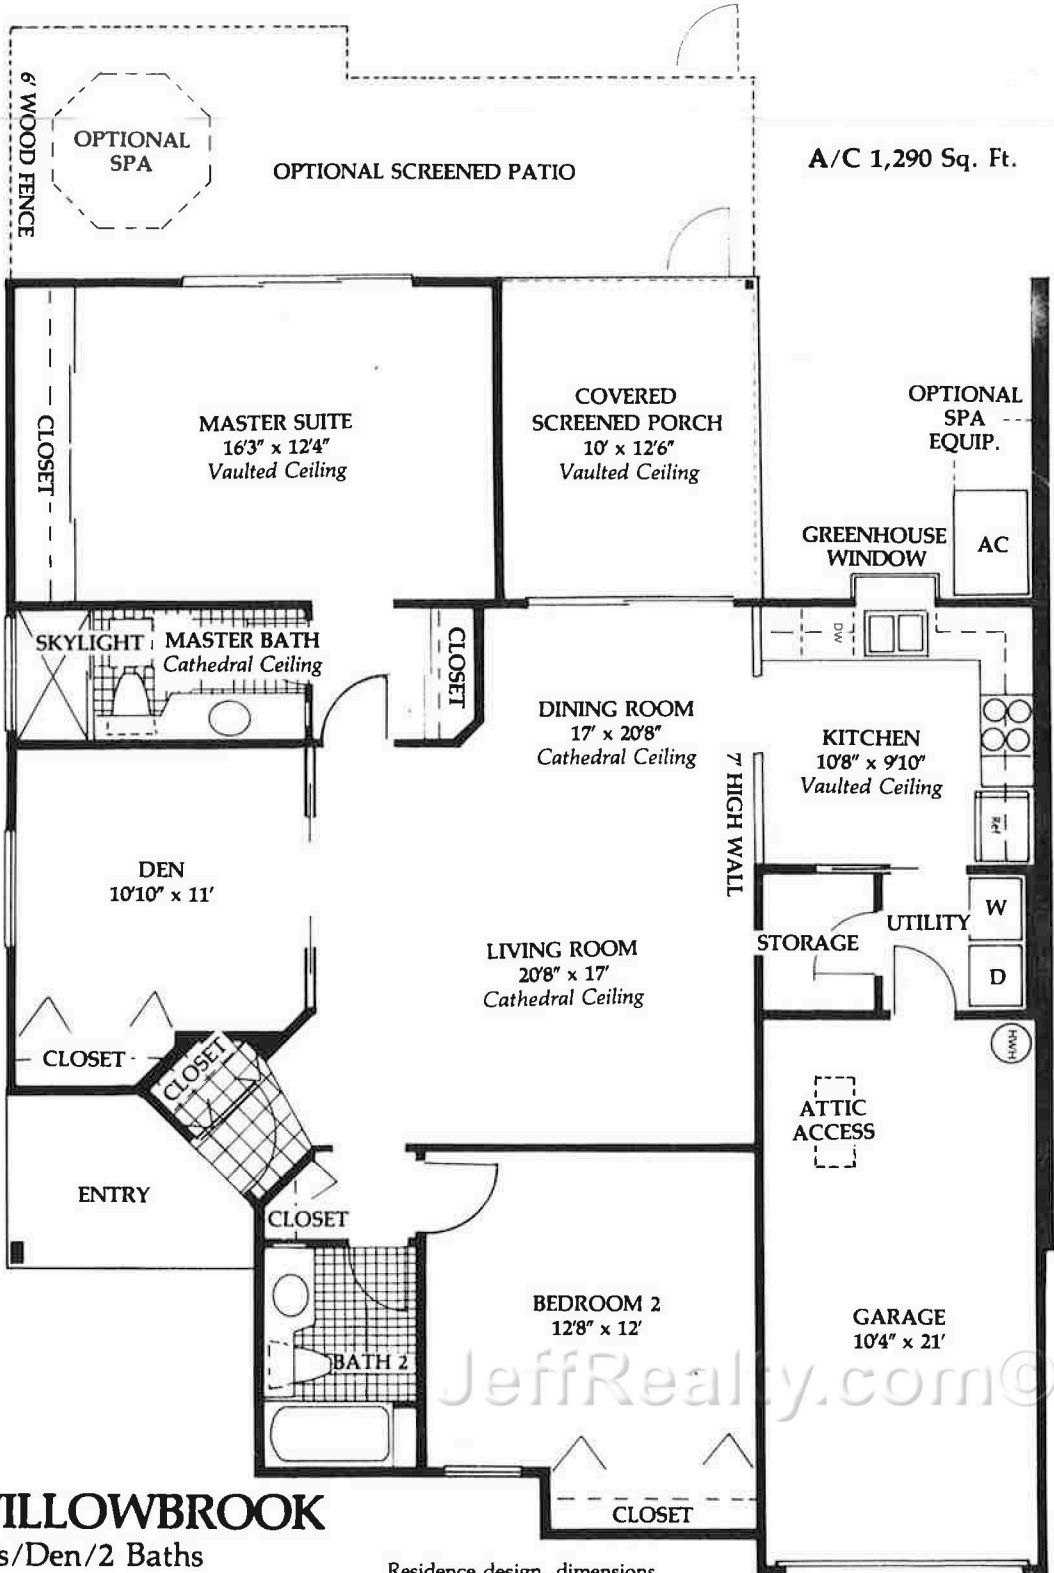 6' WOOD FENCE
OPTIONAL
SPA
OPTIONAL SCREENED PATIO
A/C 1,290 Sq. Ft.
CLOSET
MASTER SUITE
16'3" x 12'4"
Vaulted Ceiling
COVERED
SCREENED PORCH
10' x 12'6"
Vaulted Ceiling
OPTIONAL
SPA
EQUIP.
AC
GREENHOUSE
WINDOW
SKYLIGHT
MASTER BATH
Cathedral Ceiling
CLOSET
DW
DINING ROOM
17' x 20'8"
Cathedral Ceiling
7' HIGH WALL
KITCHEN
10'8" x 9'10"
Vaulted Ceiling
Ref
DEN
10'10" x 11'
LIVING ROOM
20'8" x 17'
Cathedral Ceiling
STORAGE
UTILITY
W
D
CLOSET
CLOSET
HWH
ATTIC
ACCESS
ENTRY
CLOSET
BEDROOM 2
12'8" x 12'
BATH 2
GARAGE
10'4" x 21'
JeffRealty.com©
CLOSET
ILLOWBROOK
s/Den/2 Baths
Residence design, dimensions